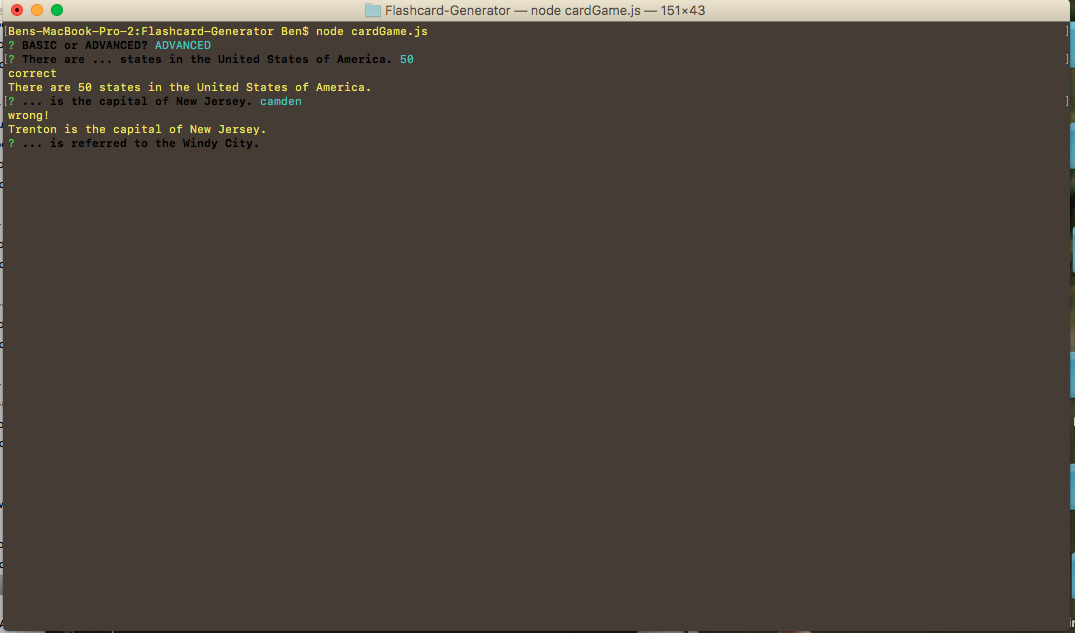 Flashcard-Generator — node cardGame.js — 151×43
[Bens-MacBook-Pro-2:Flashcard-Generator Ben$ node cardGame.js ]
? BASIC or ADVANCED? ADVANCED
[? There are ... states in the United States of America. 50 ]
correct
There are 50 states in the United States of America.
[? ... is the capital of New Jersey. camden ]
wrong!
Trenton is the capital of New Jersey.
? ... is referred to the Windy City.